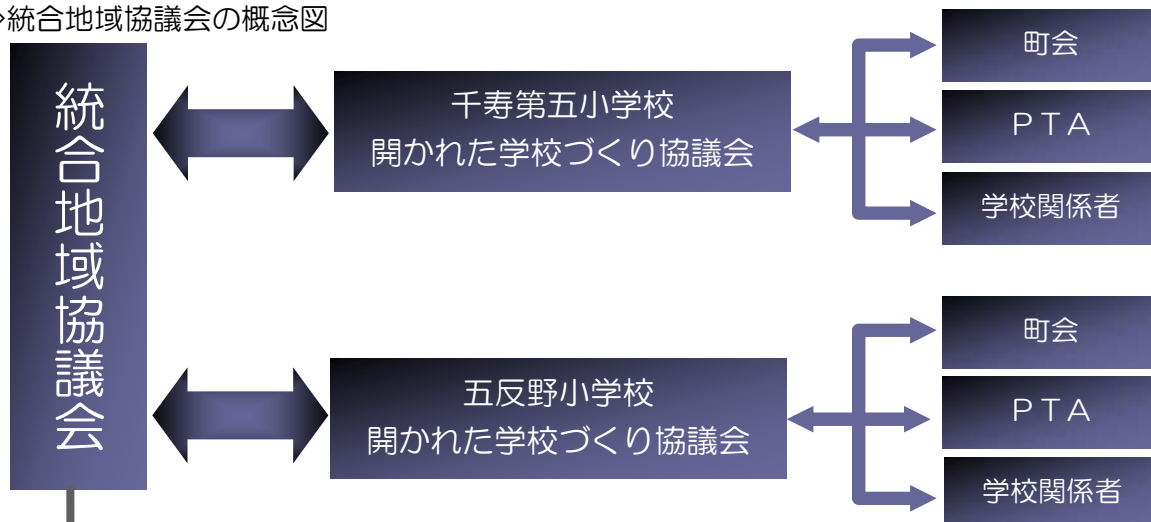 統合地域協議会の概念図
統合地域協議会
千寿第五小学校
開かれた学校づくり協議会
町会
ＰＴＡ
学校関係者
五反野小学校
開かれた学校づくり協議会
町会
ＰＴＡ
学校関係者